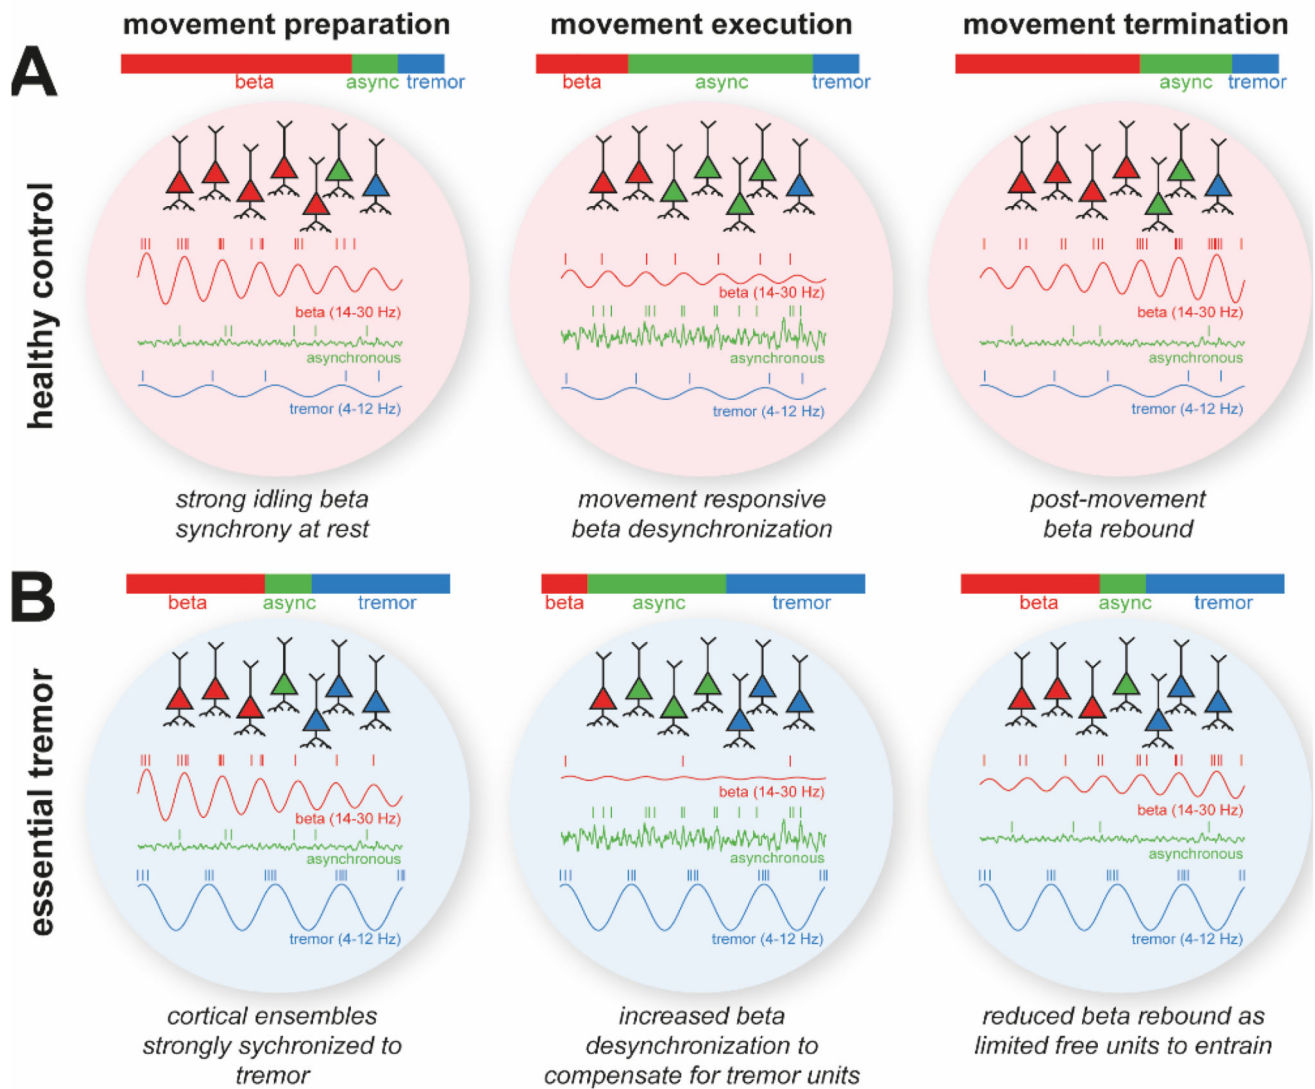 movement preparation
movement execution
movement termination
A
beta
async
tremor
beta
async
tremor
async
tremor
healthy control
beta (14-30 Hz)
asynchronous
tremor (4-12 Hz)
beta (14-30 Hz)
asynchronous
tremor (4-12 Hz)
beta (14-30 Hz)
asynchronous
tremor (4-12 Hz)
strong idling beta
synchrony at rest
movement responsive
beta desynchronization
post-movement
beta rebound
B
beta
async
tremor
beta
async
tremor
beta
async
tremor
essential tremor
beta (14-30 Hz)
asynchronous
tremor (4-12 Hz)
beta (14-30 Hz)
asynchronous
tremor (4-12 Hz)
beta (14-30 Hz)
asynchronous
tremor (4-12 Hz)
cortical ensembles
strongly sychronized to
tremor
increased beta
desynchronization to
compensate for tremor units
reduced beta rebound as
limited free units to entrain